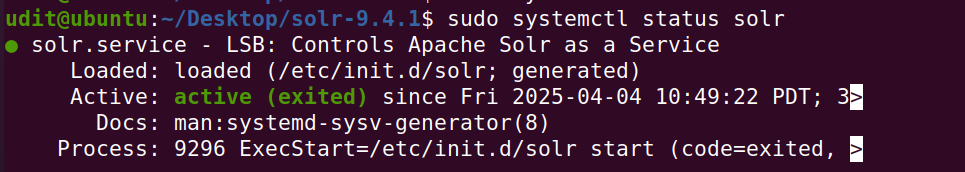 udit@ubuntu:~/Desktop/solr-9.4.1$ sudo systemctl status solr
● solr.service - LSB: Controls Apache Solr as a Service
Loaded: loaded (/etc/init.d/solr; generated)
Active: active (exited) since Fri 2025-04-04 10:49:22 PDT; 3>
Docs: man:systemd-sysv-generator(8)
Process: 9296 ExecStart=/etc/init.d/solr start (code=exited, >